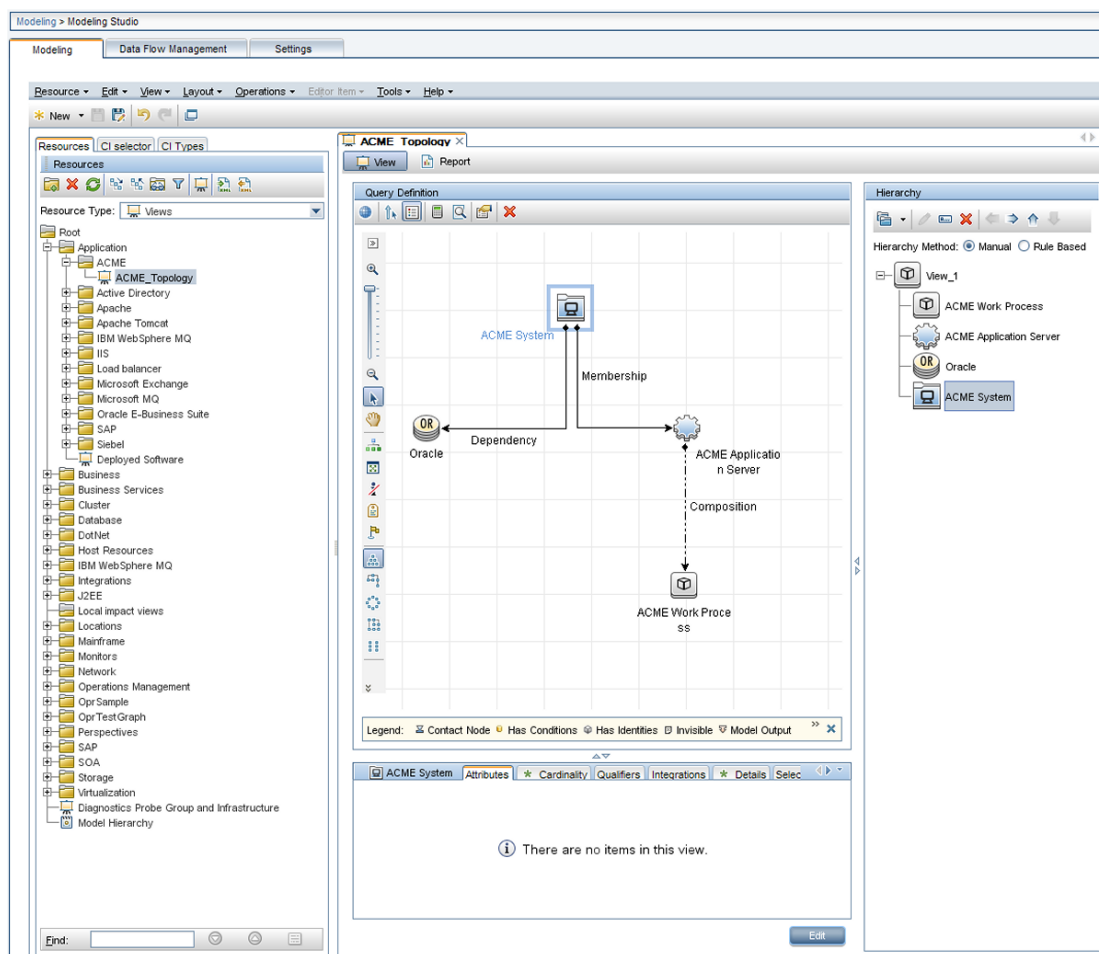 Modeling > Modeling Studio
Modeling Data Flow Management Settings
Resource Edit View Layout Operations Editor Item Tools Help
New
Resources CI selector CI Types
Resources
Resource Type: Views
Root
Application
ACME
ACME_Topology
Active Directory
Apache
Apache Tomcat
IBM WebSphere MQ
IIS
Load balancer
Microsoft Exchange
Microsoft MQ
Oracle E-Business Suite
SAP
Siebel
Deployed Software
Business
Business Services
Cluster
Database
DotNet
Host Resources
IBM WebSphere MQ
Integrations
J2EE
Local impact views
Locations
Mainframe
Monitors
Network
Operations Management
OprSample
OprTestGraph
Perspectives
SAP
SOA
Storage
Virtualization
Diagnostics Probe Group and Infrastructure
Model Hierarchy
Find:
ACME_Topology
View Report
Query Definition
ACME System
Membership
OR
Dependency
Oracle
ACME Applicatio
n Server
Composition
ACME Work Proce
ss
Legend: Contact Node Has Conditions Has Identities Invisible Model Output
ACME System Attributes Cardinality Qualifiers Integrations Details Selec
There are no items in this view.
Edit
Hierarchy
Hierarchy Method: Manual Rule Based
View_1
ACME Work Process
ACME Application Server
OR Oracle
ACME System